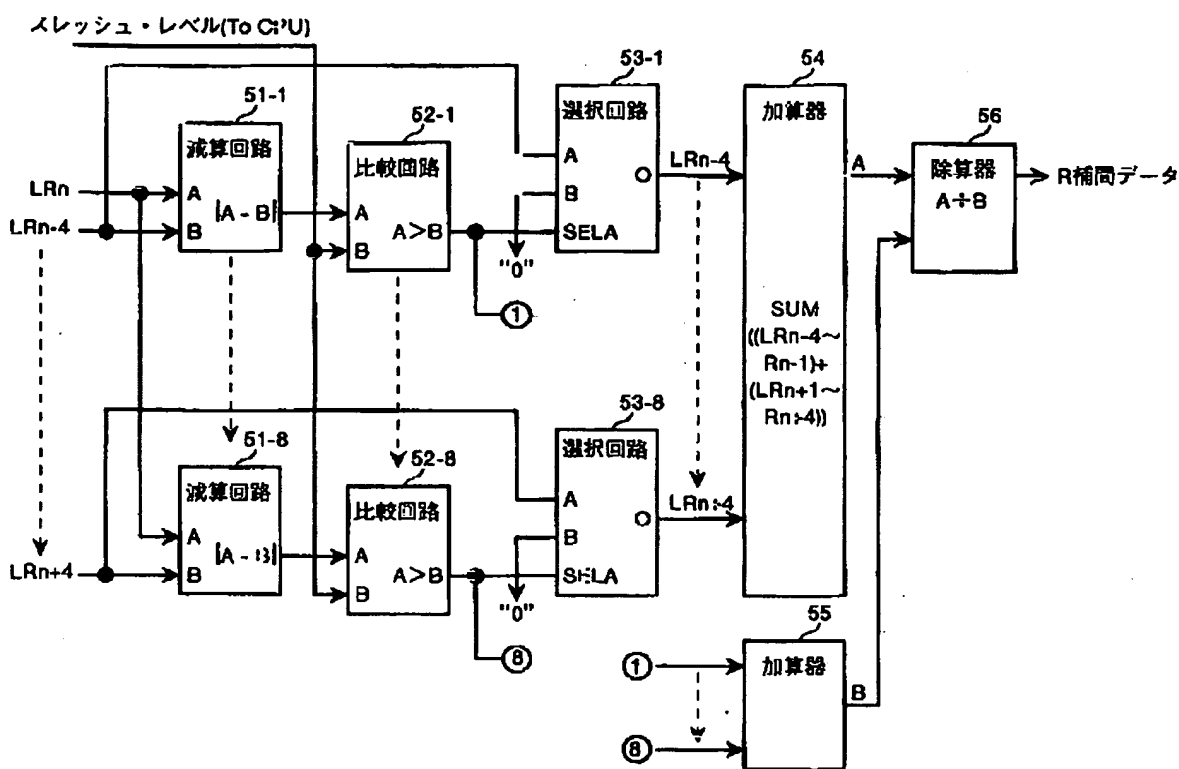 スレッシュ・レベル(To CPU)
51-1
減算回路
A
|A - B|
B
LRn
LRn-4
52-1
比較回路
A
A>B
B
①
53-1
選択回路
A
B
O
SELA
"0"
LRn-4
54
加算器
A
SUM
((LRn-4～
Rn-1)+
(LRn+1～
Rn+4))
56
除算器
A÷B
R補間データ
51-8
減算回路
A
|A - B|
B
LRn+4
52-8
比較回路
A
A>B
B
⑧
53-8
選択回路
A
B
O
SELA
"0"
LRn+4
55
加算器
B
①
⑧